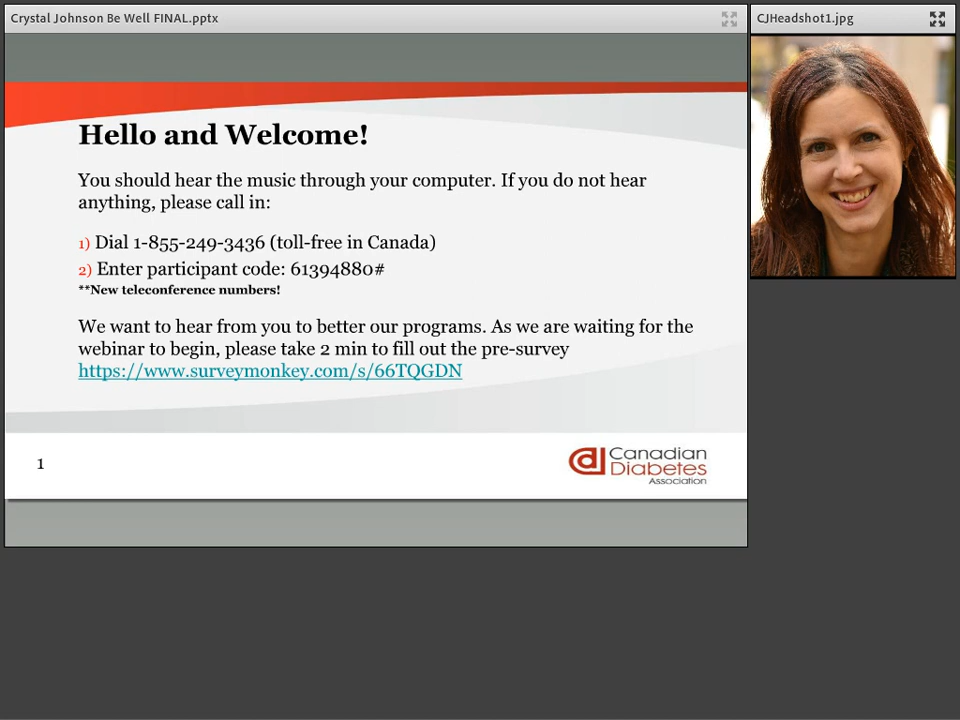 Crystal Johnson Be Well FINAL.pptx
CJHeadshot1.jpg
Hello and Welcome!
You should hear the music through your computer. If you do not hear
anything, please call in:
1) Dial 1-855-249-3436 (toll-free in Canada)
2) Enter participant code: 61394880#
**New teleconference numbers!
We want to hear from you to better our programs. As we are waiting for the
webinar to begin, please take 2 min to fill out the pre-survey
https://www.surveymonkey.com/s/66TQGDN
1
Canadian
Diabetes
Association